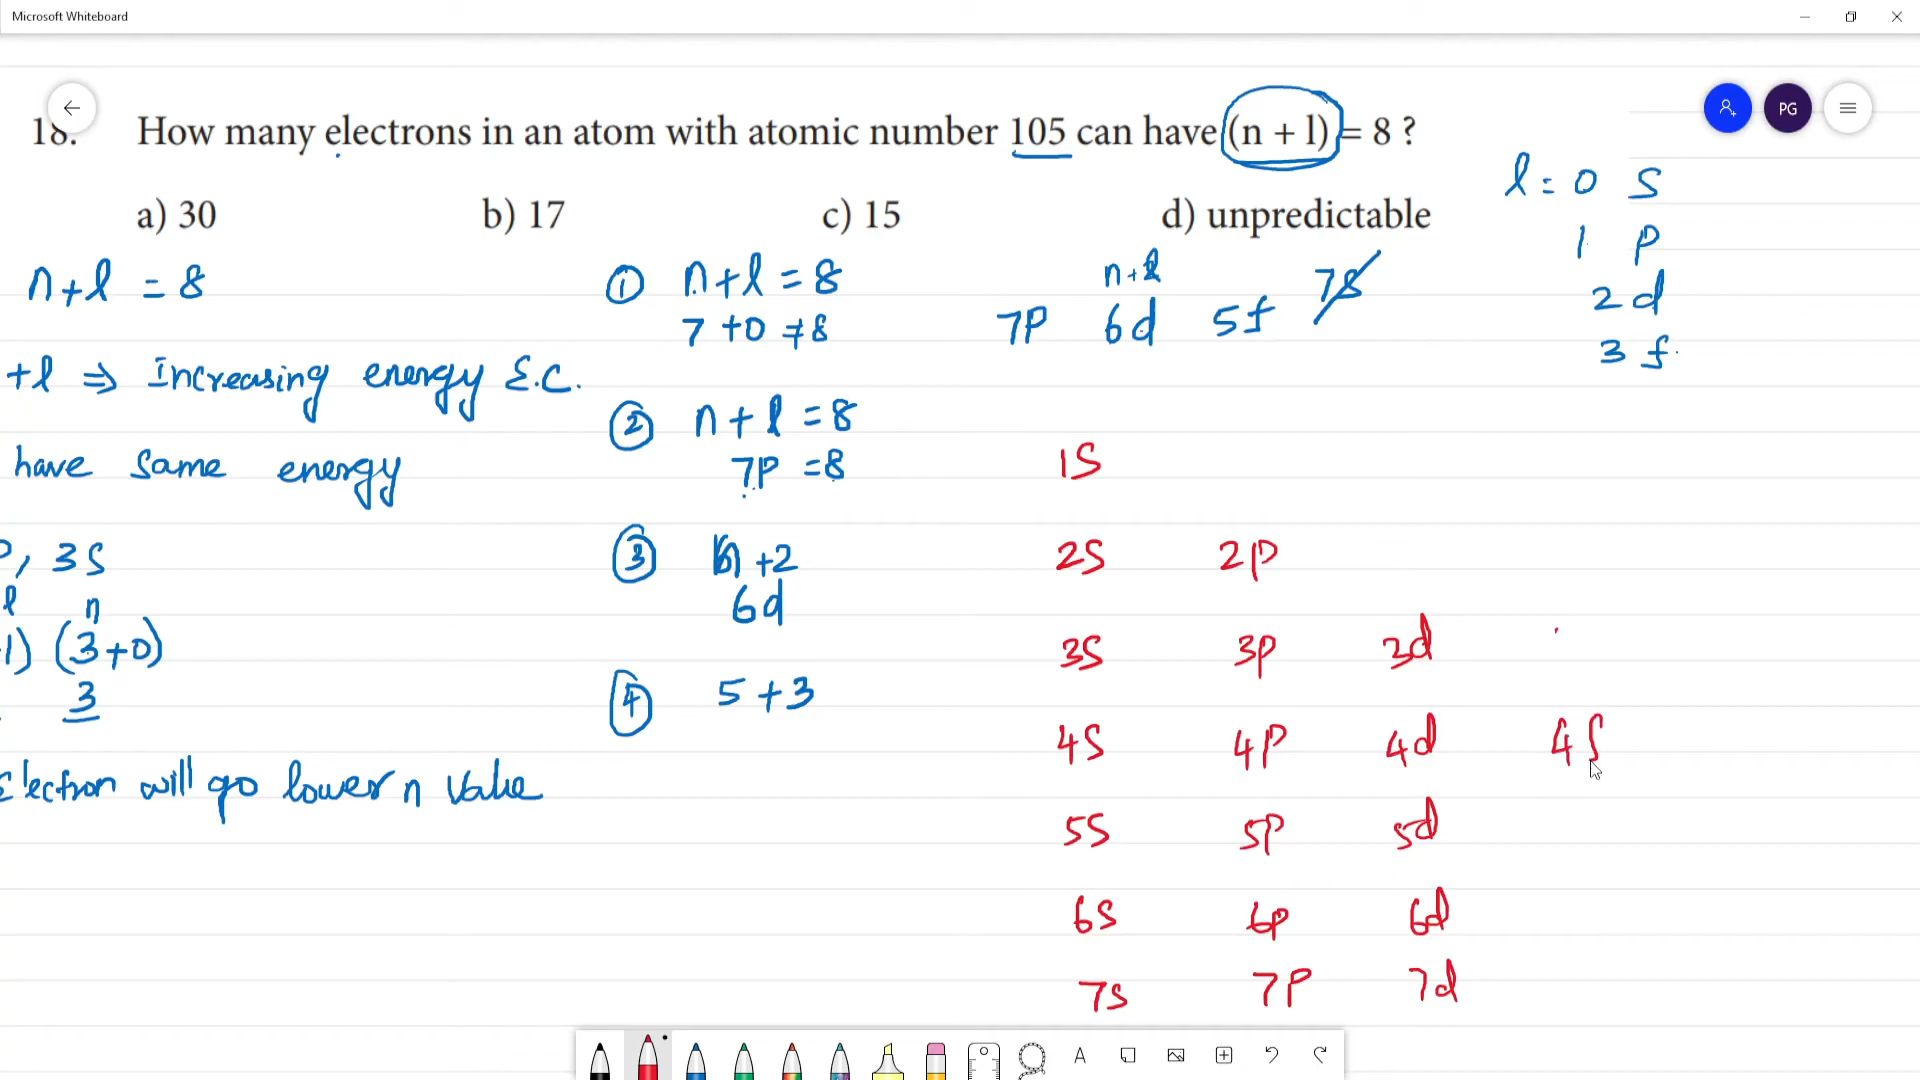 Microsoft Whiteboard
18. How many electrons in an atom with atomic number 105 can have (n + l) = 8 ?
PG
a) 30 b) 17 c) 15 d) unpredictable
l = 0 s
1 p
2 d
3 f
n+l = 8
+l ⇒ Increasing energy E.C.
have same energy
, 3s
l n
1) (3+0)
3
Electron will go lower n value
① n+l = 8
7 +0 ≠8
② n+l = 8
7p = 8
③ +2
6d
④ 5+3
n+l
7p 6d 5f 7s
1s
2s 2p
3s 3p 3d
4s 4p 4d 4f
5s 5p 5d
6s 6p 6d
7s 7p 7d
A